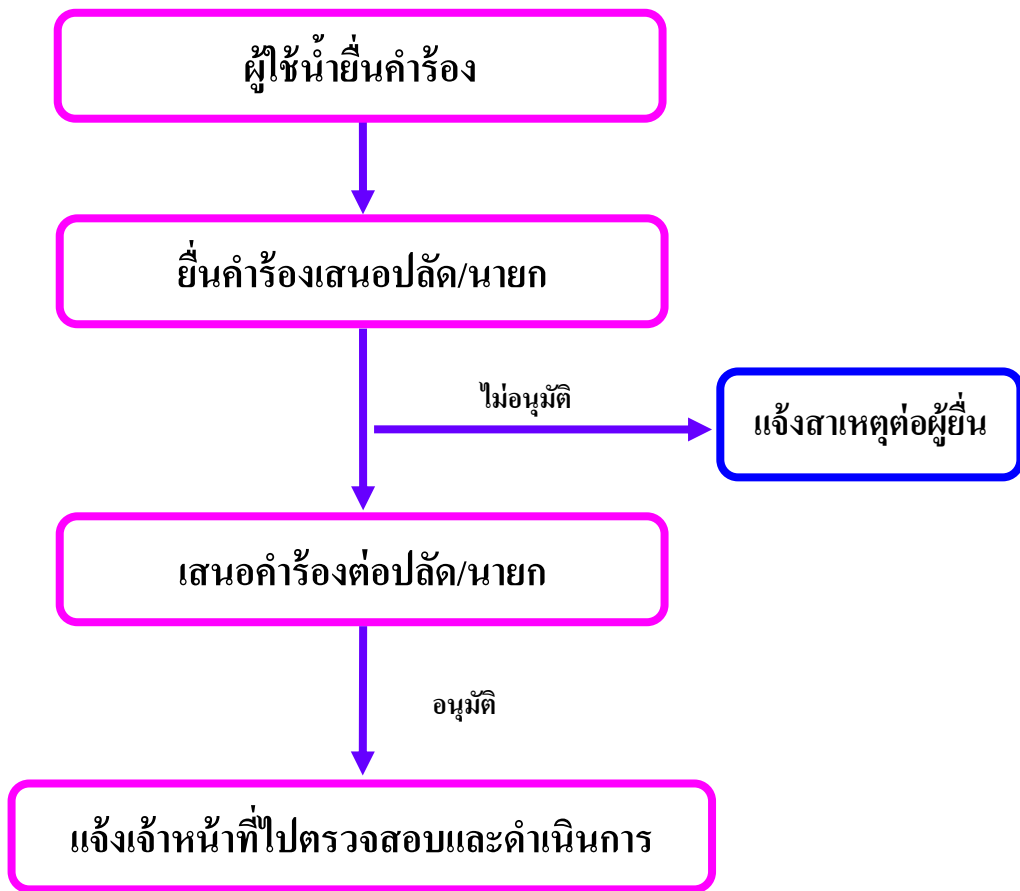 ผู้ใช้น้ำยื่นคำร้อง
ยื่นคำร้องเสนอปลัด/นายก
ไม่อนุมัติ
แจ้งสาเหตุต่อผู้ยื่น
เสนอคำร้องต่อปลัด/นายก
อนุมัติ
แจ้งเจ้าหน้าที่ไปตรวจสอบและดำเนินการ